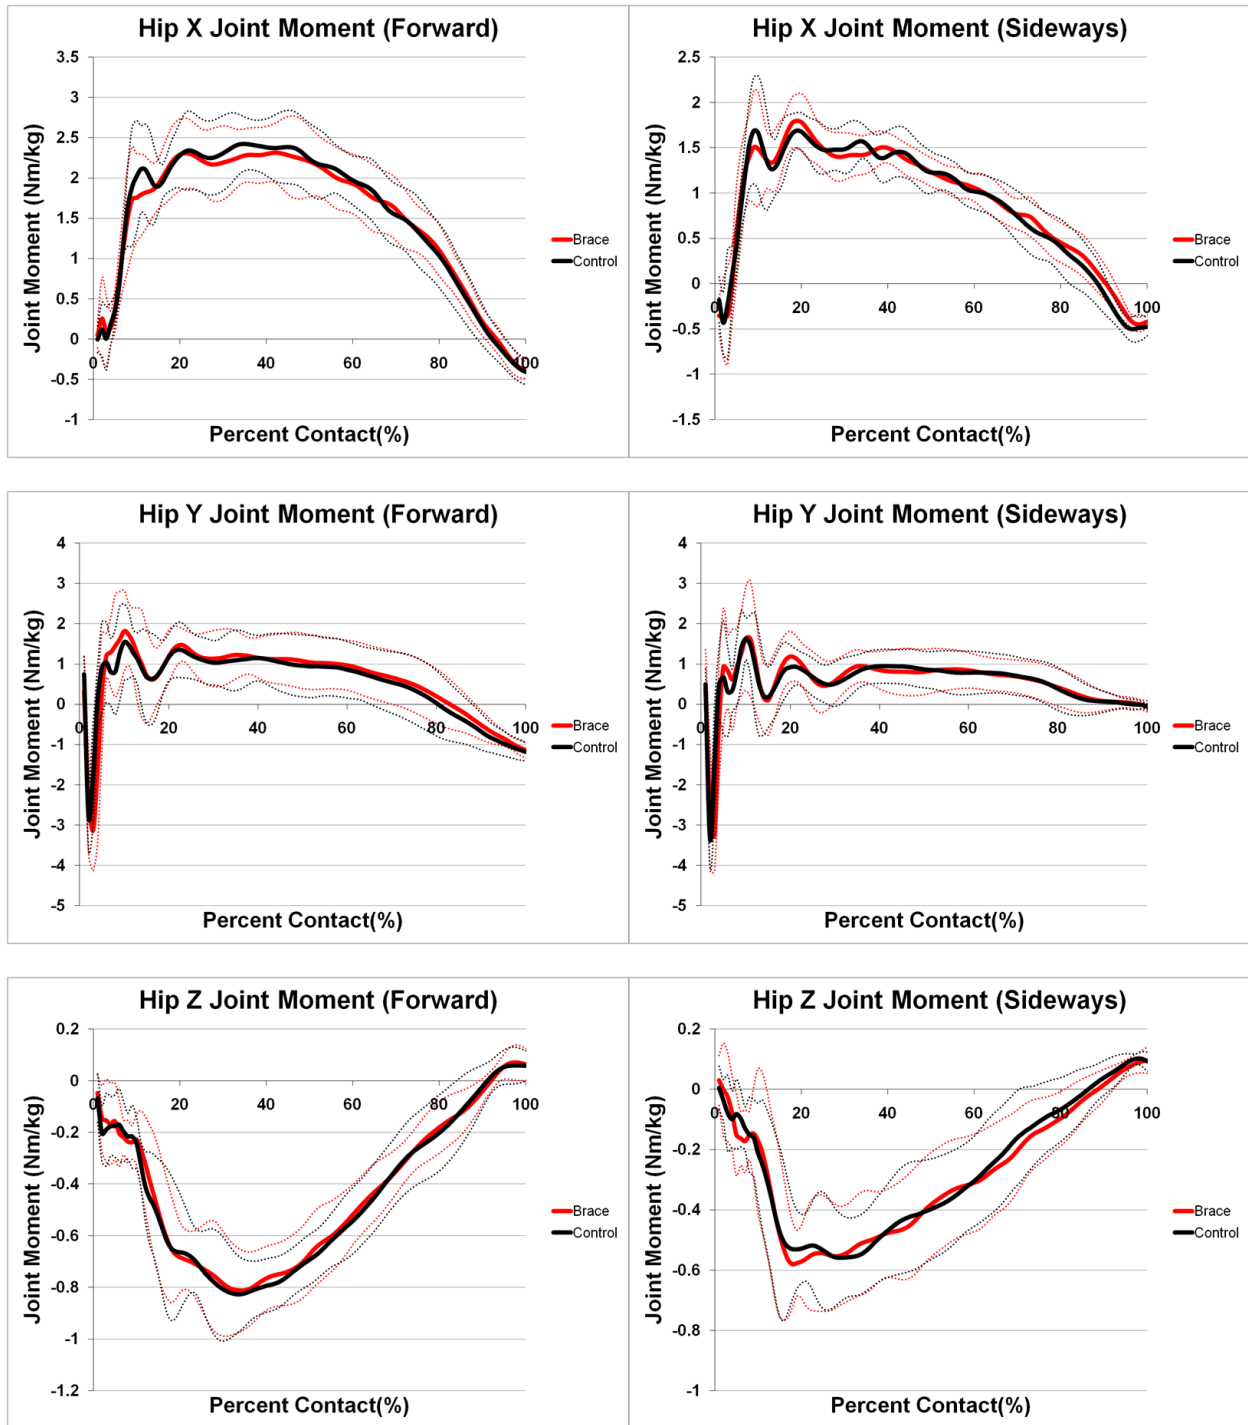 Hip X Joint Moment (Forward)
3.5
3
2.5
2
1.5
1
0.5
0
-0.5
-1
0 20 40 60 80 100
Joint Moment (Nm/kg)
Percent Contact(%)
Brace
Control
Hip X Joint Moment (Sideways)
2.5
2
1.5
1
0.5
0
-0.5
-1
-1.5
0 20 40 60 80 100
Joint Moment (Nm/kg)
Percent Contact(%)
Brace
Control
Hip Y Joint Moment (Forward)
4
3
2
1
0
-1
-2
-3
-4
-5
0 20 40 60 80 100
Joint Moment (Nm/kg)
Percent Contact(%)
Brace
Control
Hip Y Joint Moment (Sideways)
4
3
2
1
0
-1
-2
-3
-4
-5
0 20 40 60 80 100
Joint Moment (Nm/kg)
Percent Contact(%)
Brace
Control
Hip Z Joint Moment (Forward)
0.2
0
-0.2
-0.4
-0.6
-0.8
-1
-1.2
0 20 40 60 80 100
Joint Moment (Nm/kg)
Percent Contact(%)
Brace
Control
Hip Z Joint Moment (Sideways)
0.2
0
-0.2
-0.4
-0.6
-0.8
-1
0 20 40 60 80 100
Joint Moment (Nm/kg)
Percent Contact(%)
Brace
Control